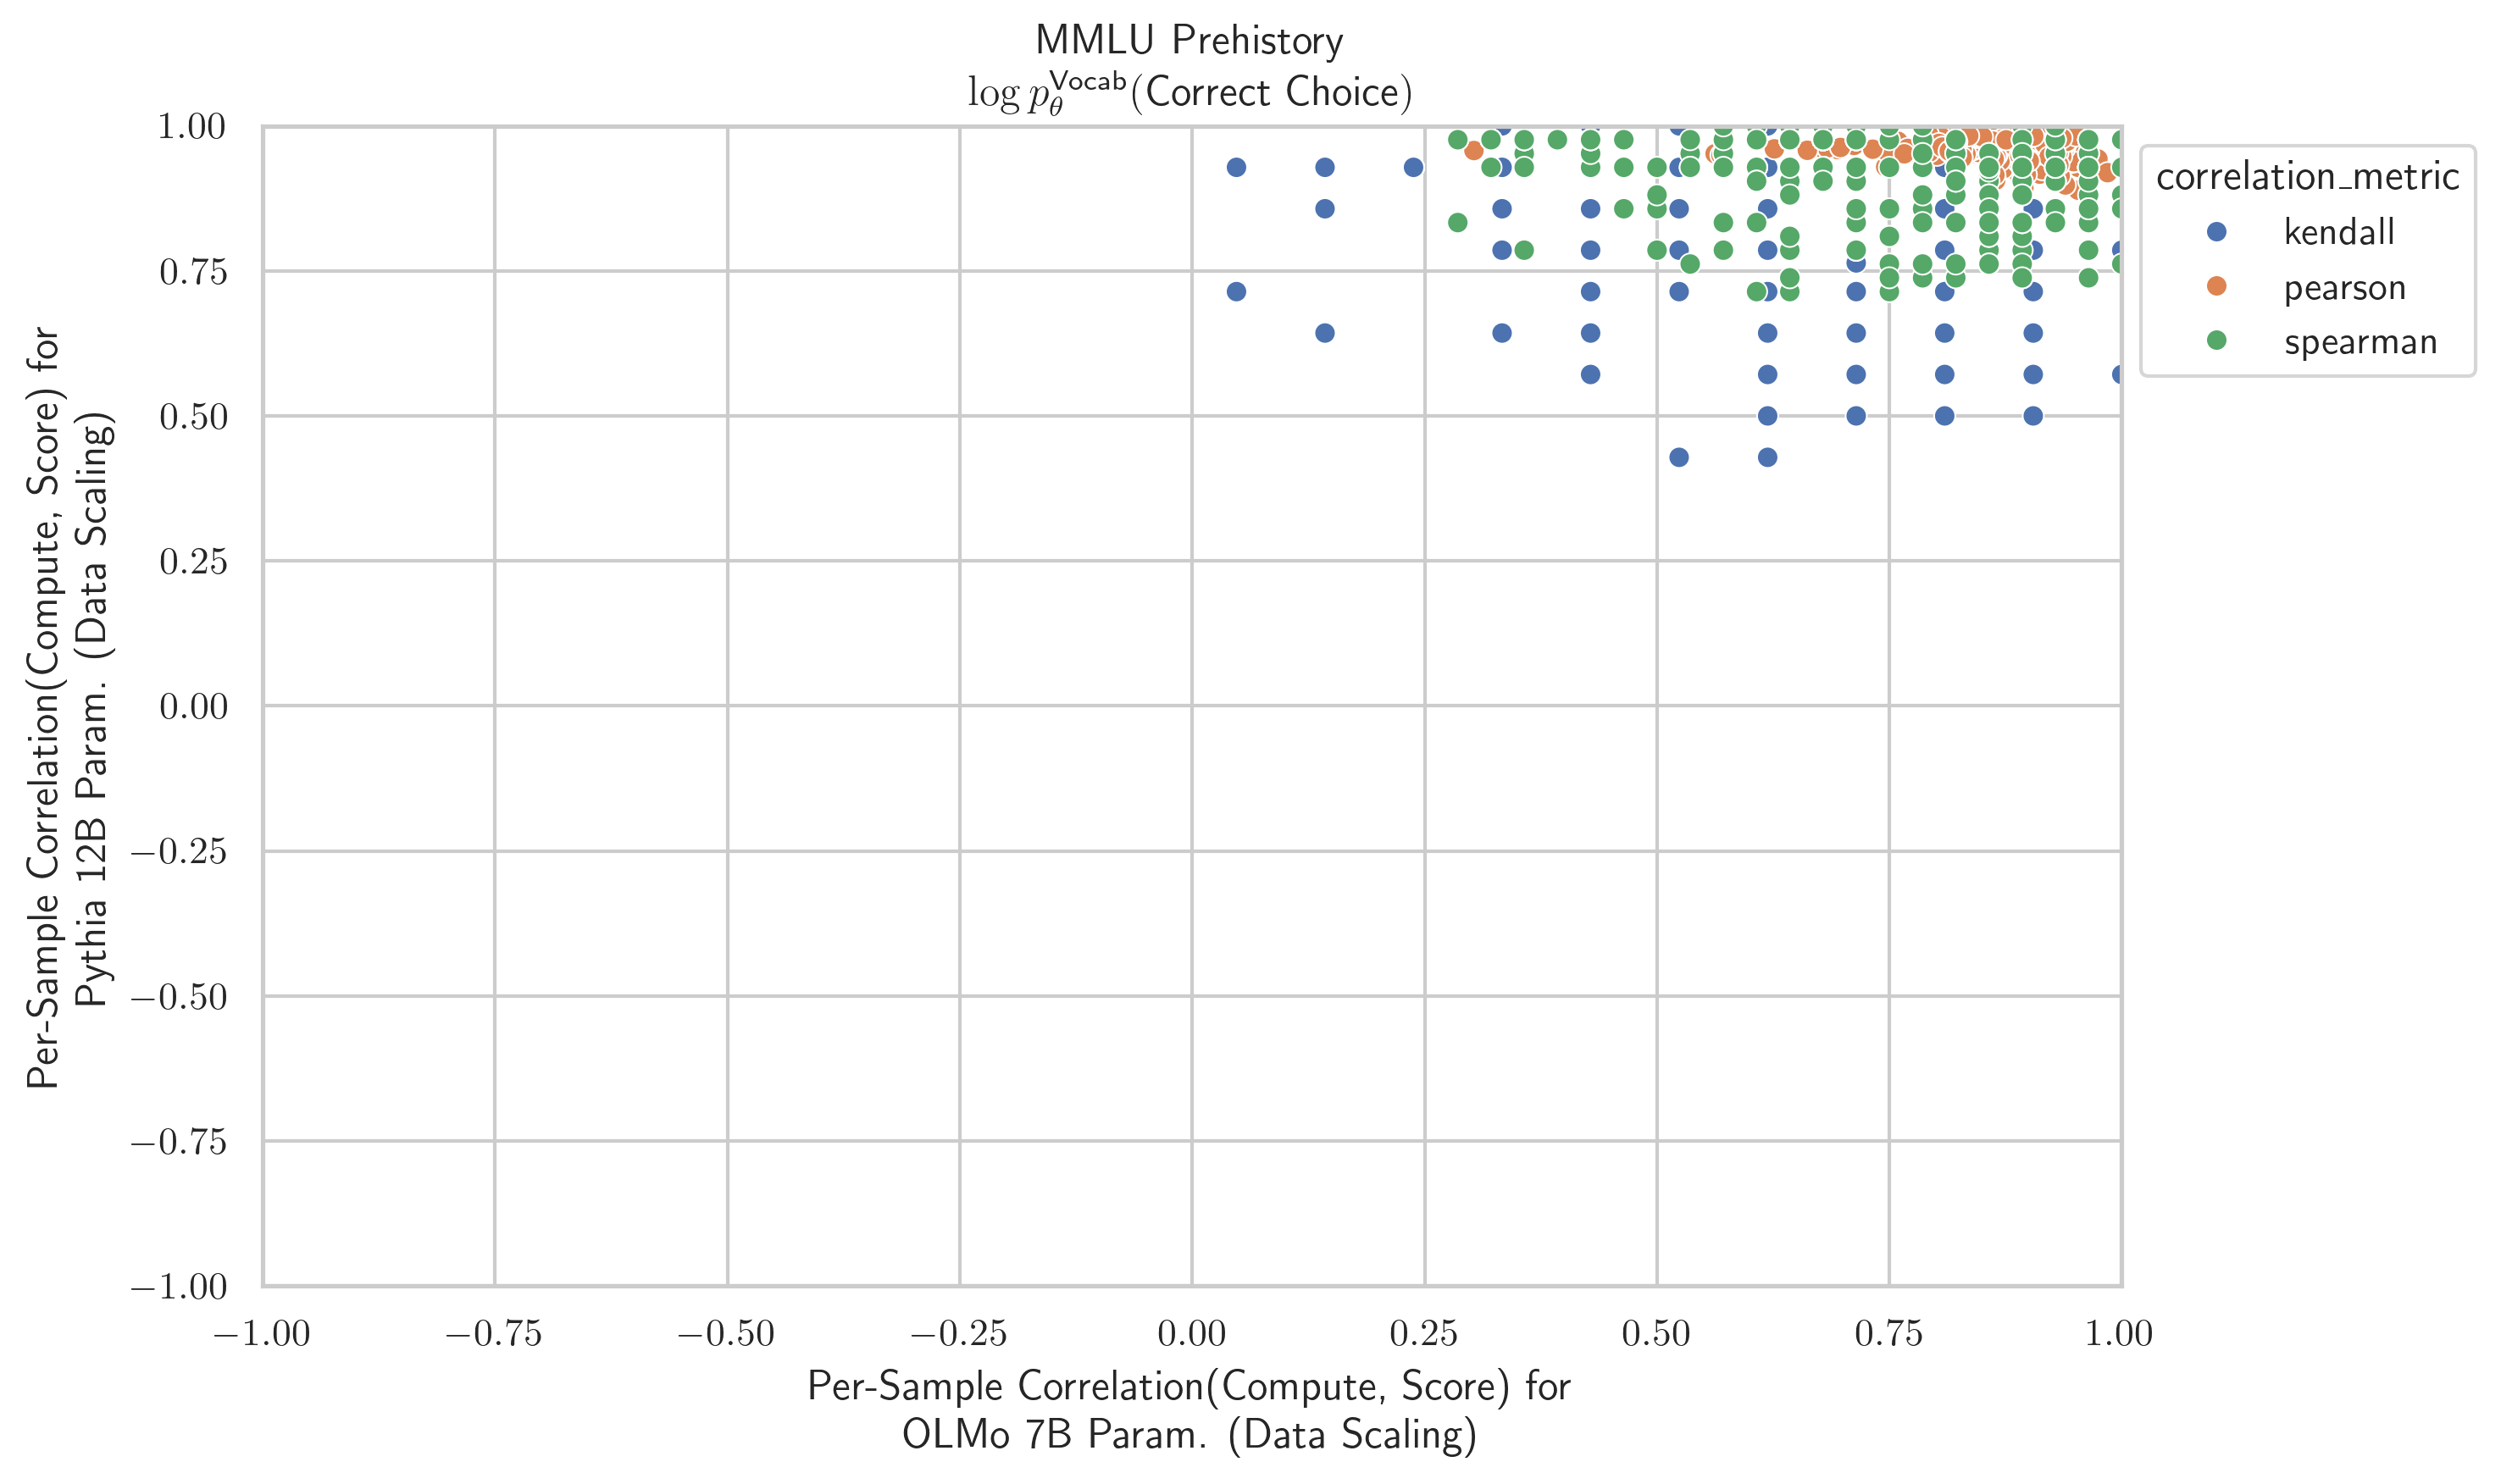 MMLU Prehistory
log p_θ^Vocab(Correct Choice)
1.00
0.75
0.50
0.25
0.00
−0.25
−0.50
−0.75
−1.00
Per-Sample Correlation(Compute, Score) for
Pythia 12B Param. (Data Scaling)
correlation_metric
kendall
pearson
spearman
−1.00
−0.75
−0.50
−0.25
0.00
0.25
0.50
0.75
1.00
Per-Sample Correlation(Compute, Score) for
OLMo 7B Param. (Data Scaling)